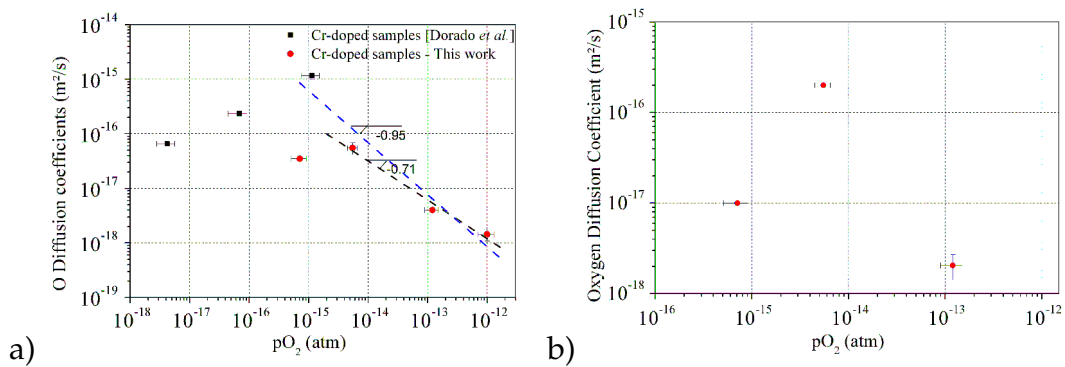 10^-14
10^-15
10^-16
10^-17
10^-18
10^-19
O Diffusion coefficients (m²/s)
Cr-doped samples [Dorado et al.]
Cr-doped samples - This work
-0.95
-0.71
10^-18 10^-17 10^-16 10^-15 10^-14 10^-13 10^-12
pO₂ (atm)
a)
10^-15
10^-16
10^-17
10^-18
Oxygen Diffusion Coefficient (m²/s)
10^-16 10^-15 10^-14 10^-13 10^-12
pO₂ (atm)
b)